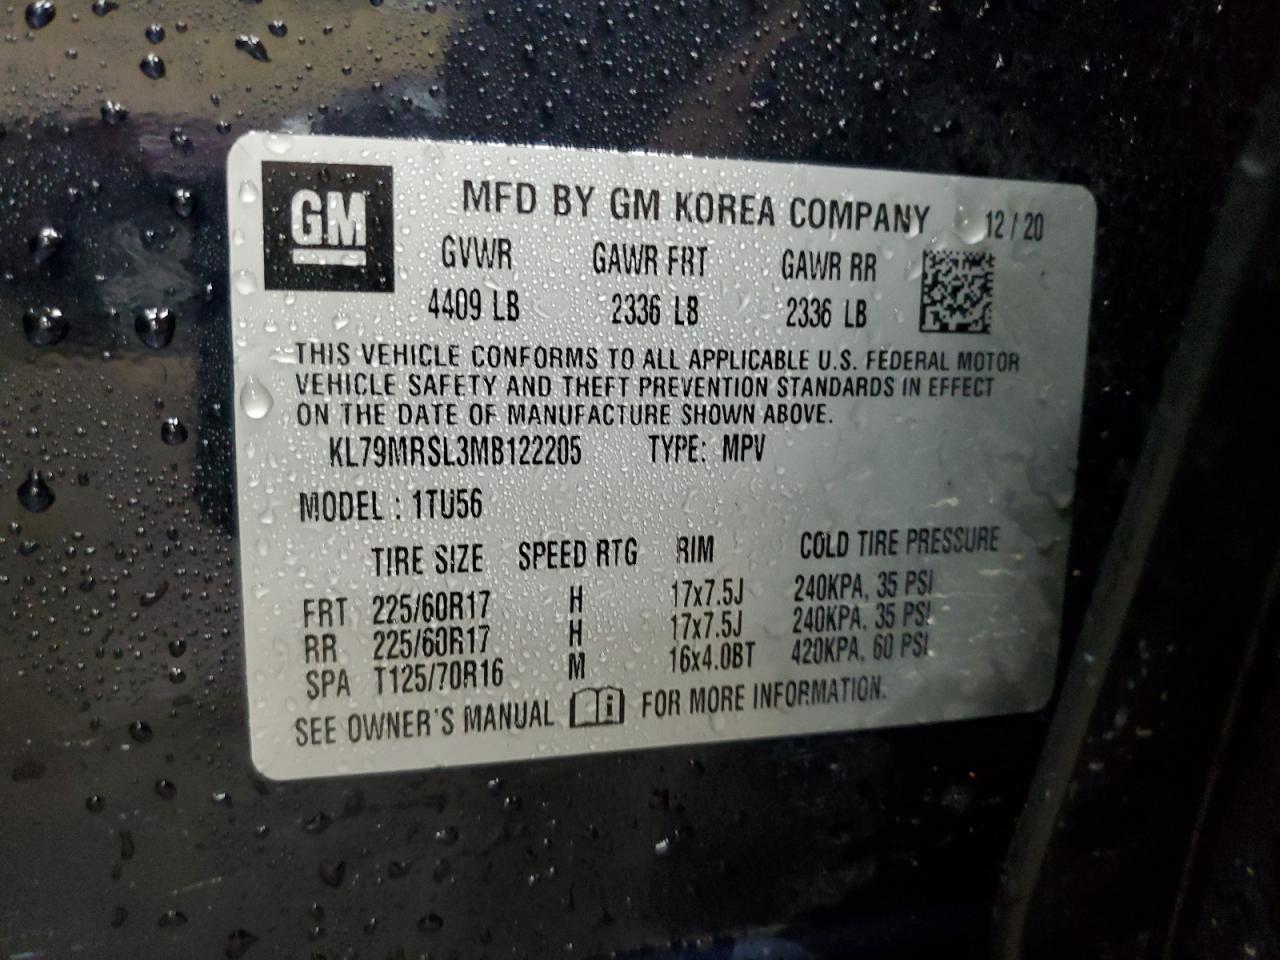 GM
MFD BY GM KOREA COMPANY 12/20
GVWR GAWR FRT GAWR RR
4409 LB 2336 LB 2336 LB
THIS VEHICLE CONFORMS TO ALL APPLICABLE U.S. FEDERAL MOTOR
VEHICLE SAFETY AND THEFT PREVENTION STANDARDS IN EFFECT
ON THE DATE OF MANUFACTURE SHOWN ABOVE.
KL79MRSL3MB122205 TYPE: MPV
MODEL : 1TU56
TIRE SIZE SPEED RTG RIM COLD TIRE PRESSURE
FRT 225/60R17 H 17x7.5J 240KPA, 35 PSI
RR 225/60R17 H 17x7.5J 240KPA, 35 PSI
SPA T125/70R16 M 16x4.0BT 420KPA, 60 PSI
SEE OWNER'S MANUAL i FOR MORE INFORMATION.